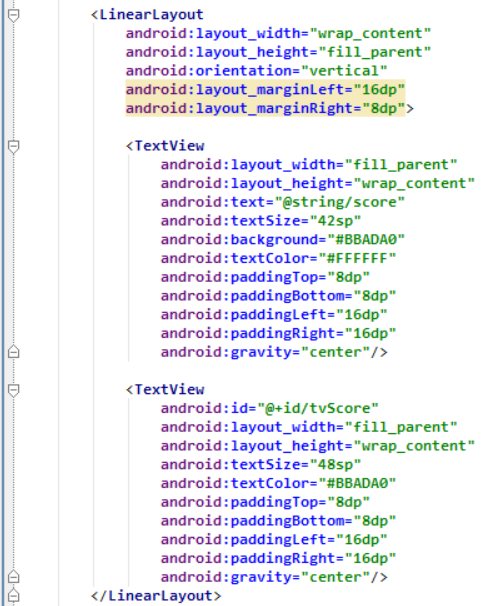 <LinearLayout
android:layout_width="wrap_content"
android:layout_height="fill_parent"
android:orientation="vertical"
android:layout_marginLeft="16dp"
android:layout_marginRight="8dp">
<TextView
android:layout_width="fill_parent"
android:layout_height="wrap_content"
android:text="@string/score"
android:textSize="42sp"
android:background="#BBADA0"
android:textColor="#FFFFFF"
android:paddingTop="8dp"
android:paddingBottom="8dp"
android:paddingLeft="16dp"
android:paddingRight="16dp"
android:gravity="center"/>
<TextView
android:id="@+id/tvScore"
android:layout_width="fill_parent"
android:layout_height="wrap_content"
android:textSize="48sp"
android:textColor="#BBADA0"
android:paddingTop="8dp"
android:paddingBottom="8dp"
android:paddingLeft="16dp"
android:paddingRight="16dp"
android:gravity="center"/>
</LinearLayout>